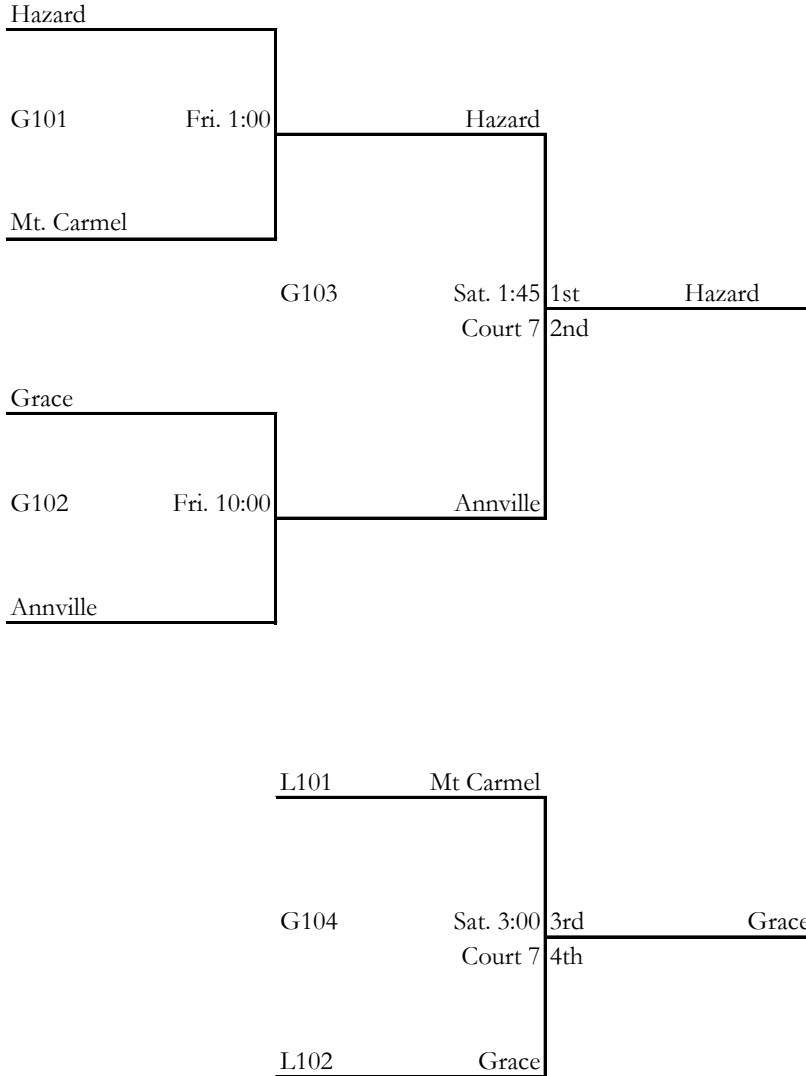 Hazard
G101 Fri. 1:00 Hazard
Mt. Carmel
G103 Sat. 1:45 1st Hazard
Court 7 2nd
Grace
G102 Fri. 10:00 Annville
Annville
L101 Mt Carmel
G104 Sat. 3:00 3rd Grace
Court 7 4th
L102 Grace